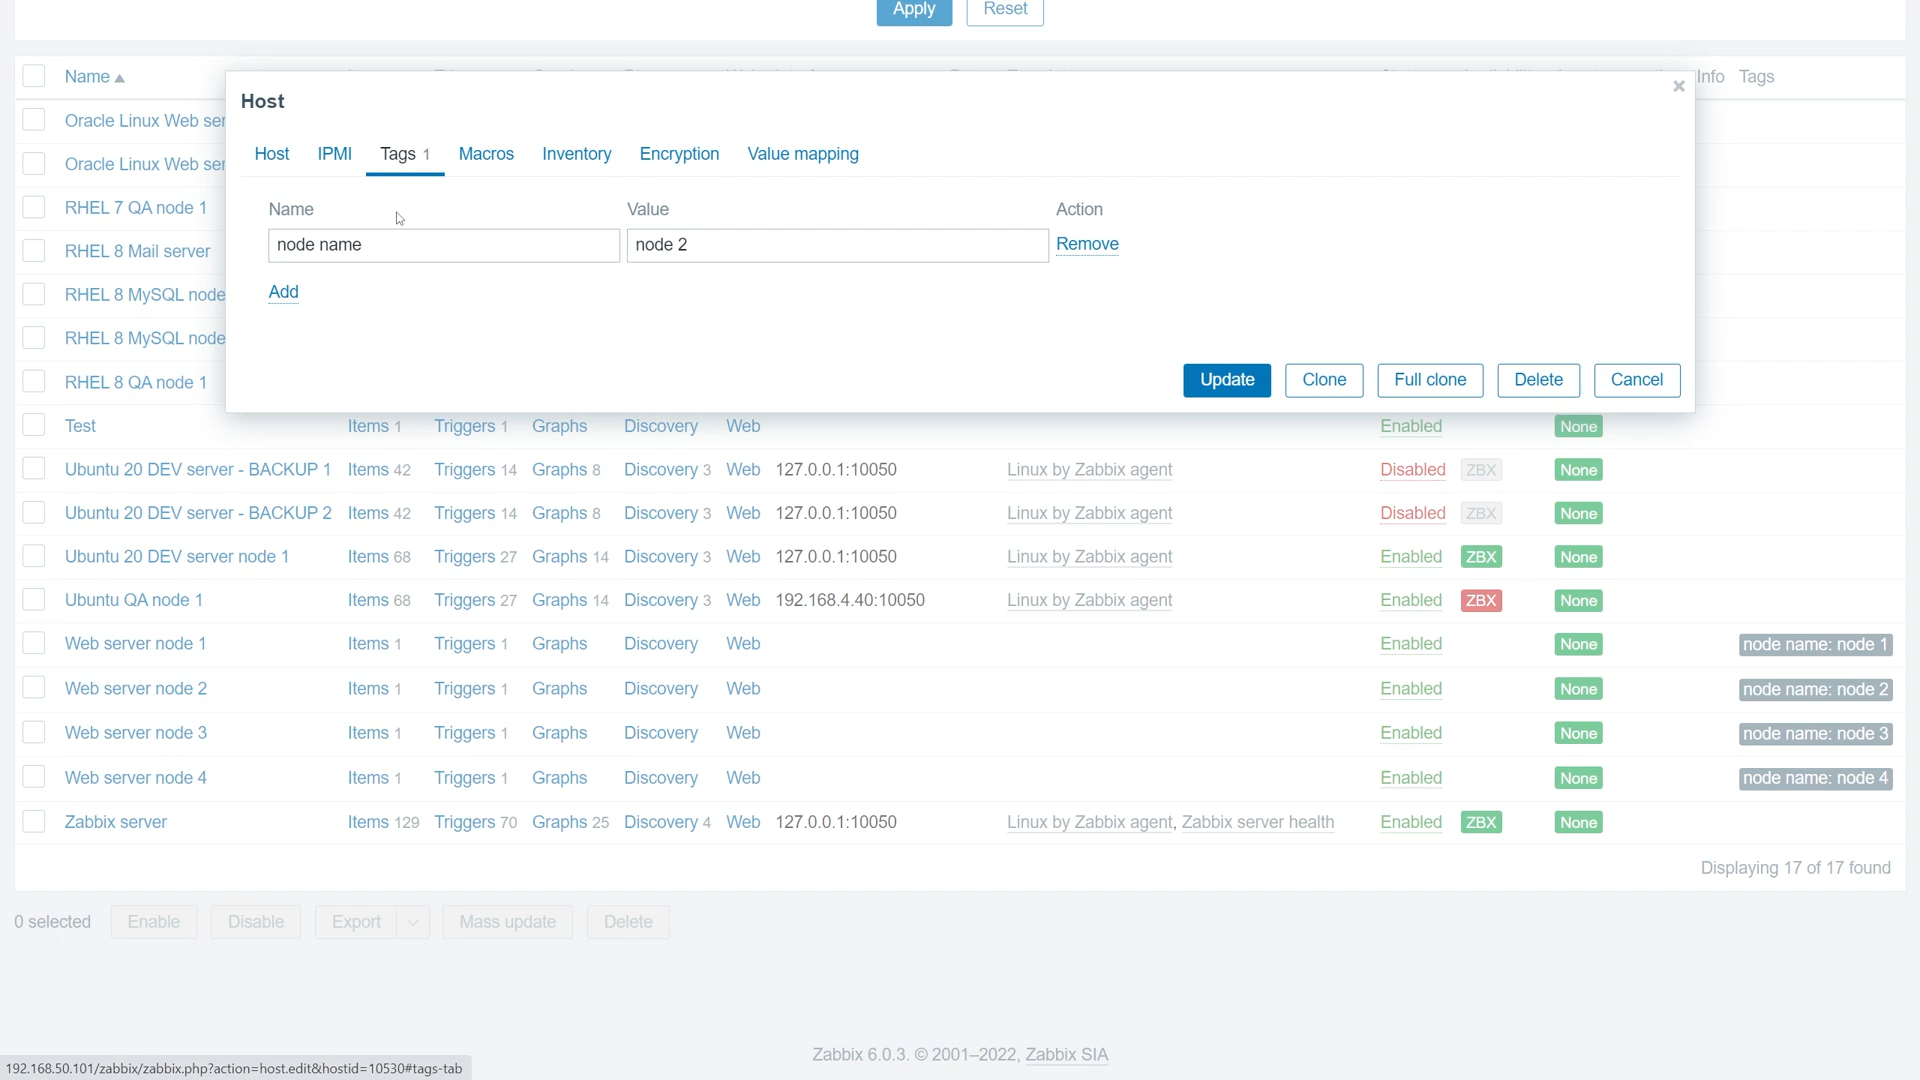 Apply Reset
Name Info Tags
Host
Host IPMI Tags 1 Macros Inventory Encryption Value mapping
Name Value Action
node name node 2 Remove
Add
Update Clone Full clone Delete Cancel
Oracle Linux Web ser
Oracle Linux Web ser
RHEL 7 QA node 1
RHEL 8 Mail server
RHEL 8 MySQL node
RHEL 8 MySQL node
RHEL 8 QA node 1
Test Items 1 Triggers 1 Graphs Discovery Web Enabled None
Ubuntu 20 DEV server - BACKUP 1 Items 42 Triggers 14 Graphs 8 Discovery 3 Web 127.0.0.1:10050 Linux by Zabbix agent Disabled ZBX None
Ubuntu 20 DEV server - BACKUP 2 Items 42 Triggers 14 Graphs 8 Discovery 3 Web 127.0.0.1:10050 Linux by Zabbix agent Disabled ZBX None
Ubuntu 20 DEV server node 1 Items 68 Triggers 27 Graphs 14 Discovery 3 Web 127.0.0.1:10050 Linux by Zabbix agent Enabled ZBX None
Ubuntu QA node 1 Items 68 Triggers 27 Graphs 14 Discovery 3 Web 192.168.4.40:10050 Linux by Zabbix agent Enabled ZBX None
Web server node 1 Items 1 Triggers 1 Graphs Discovery Web Enabled None node name: node 1
Web server node 2 Items 1 Triggers 1 Graphs Discovery Web Enabled None node name: node 2
Web server node 3 Items 1 Triggers 1 Graphs Discovery Web Enabled None node name: node 3
Web server node 4 Items 1 Triggers 1 Graphs Discovery Web Enabled None node name: node 4
Zabbix server Items 129 Triggers 70 Graphs 25 Discovery 4 Web 127.0.0.1:10050 Linux by Zabbix agent, Zabbix server health Enabled ZBX None
Displaying 17 of 17 found
0 selected Enable Disable Export Mass update Delete
Zabbix 6.0.3. © 2001–2022, Zabbix SIA
192.168.50.101/zabbix/zabbix.php?action=host.edit&hostid=10530#tags-tab